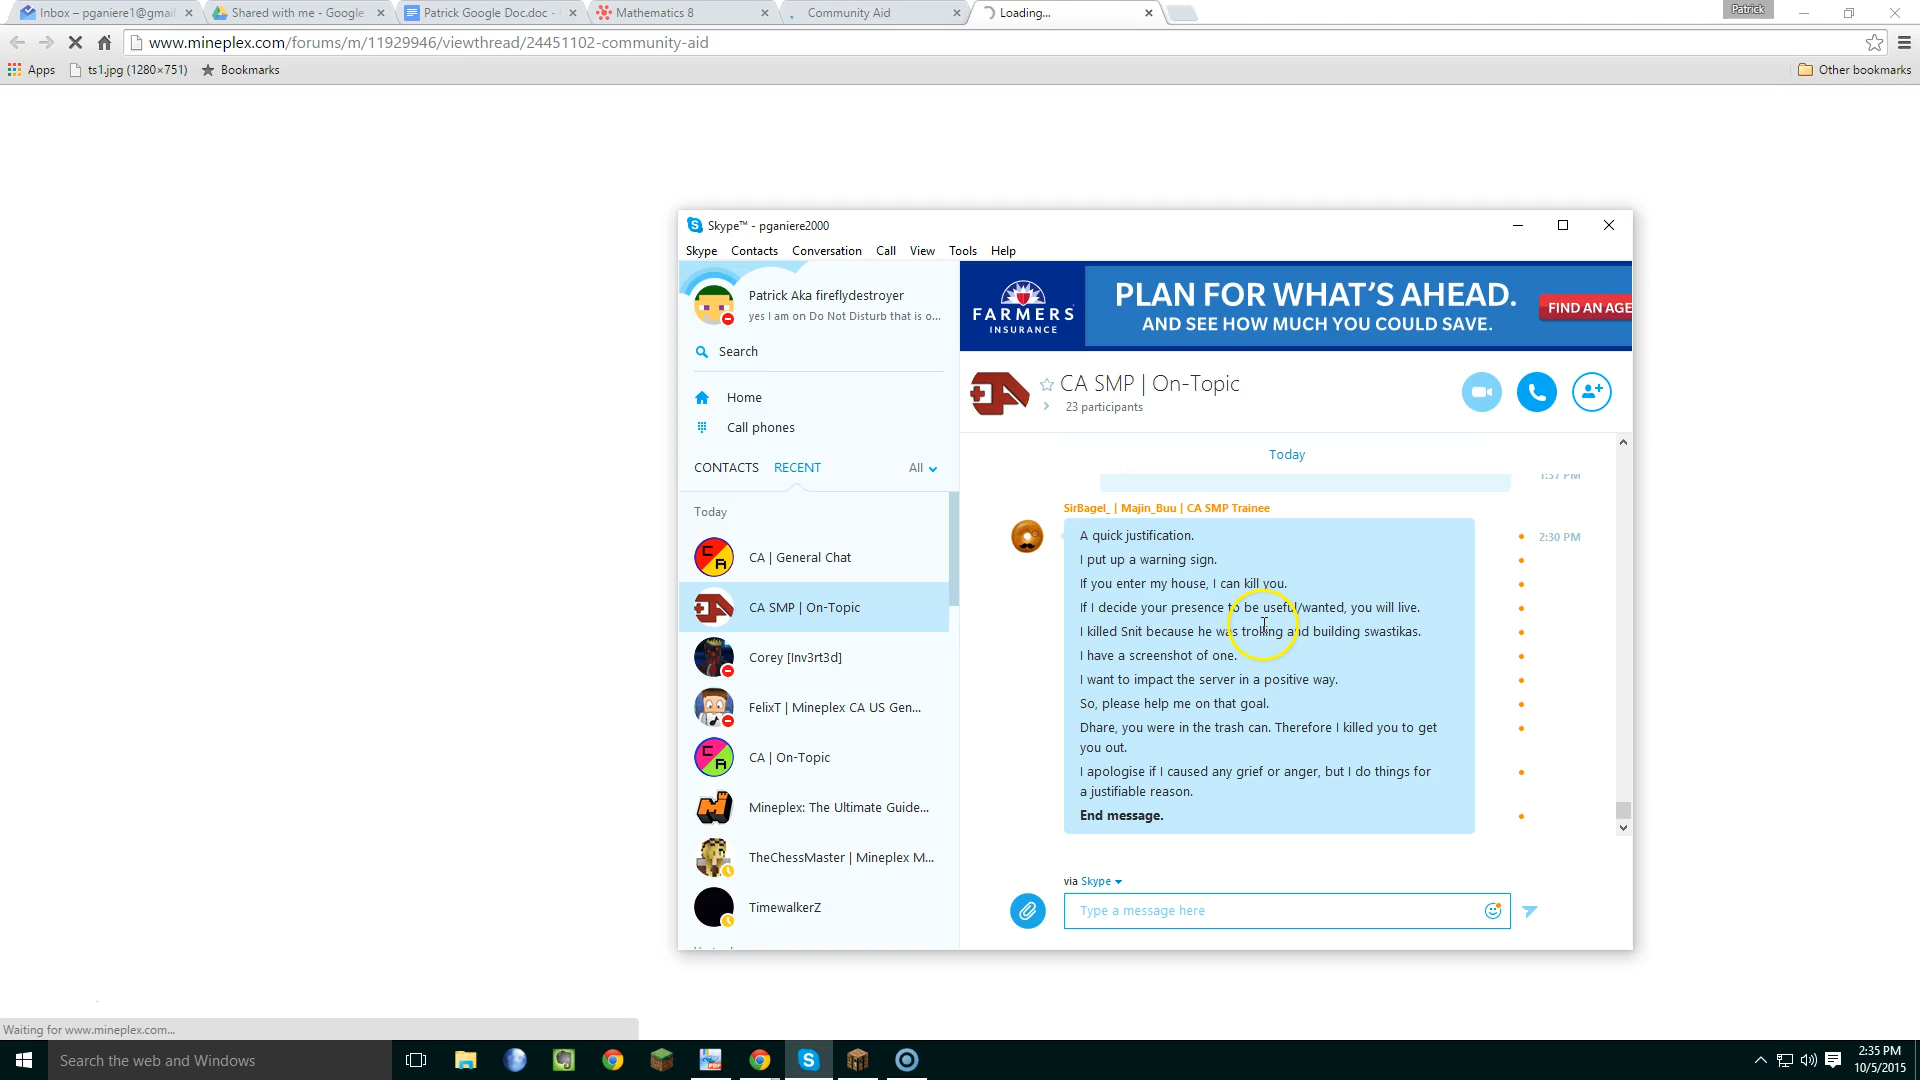 Inbox – pganiere1@gmail
Shared with me - Google
Patrick Google Doc.doc -
Mathematics 8
Community Aid
Loading...
Patrick
www.mineplex.com/forums/m/11929946/viewthread/24451102-community-aid
Apps
ts1.jpg (1280×751)
Bookmarks
Other bookmarks
Skype™ - pganiere2000
Skype Contacts Conversation Call View Tools Help
Patrick Aka fireflydestroyer
yes I am on Do Not Disturb that is o...
Search
Home
Call phones
CONTACTS RECENT All
Today
CA | General Chat
CA SMP | On-Topic
Corey [Inv3rt3d]
FelixT | Mineplex CA US Gen...
CA | On-Topic
Mineplex: The Ultimate Guide...
TheChessMaster | Mineplex M...
TimewalkerZ
FARMERS
INSURANCE
PLAN FOR WHAT'S AHEAD.
AND SEE HOW MUCH YOU COULD SAVE.
FIND AN AGE
CA SMP | On-Topic
23 participants
Today
1:37 PM
SirBagel_ | Majin_Buu | CA SMP Trainee
A quick justification.
2:30 PM
I put up a warning sign.
If you enter my house, I can kill you.
If I decide your presence to be useful/wanted, you will live.
I killed Snit because he was trolling and building swastikas.
I have a screenshot of one.
I want to impact the server in a positive way.
So, please help me on that goal.
Dhare, you were in the trash can. Therefore I killed you to get
you out.
I apologise if I caused any grief or anger, but I do things for
a justifiable reason.
End message.
via Skype
Type a message here
Waiting for www.mineplex.com...
Search the web and Windows
2:35 PM
10/5/2015